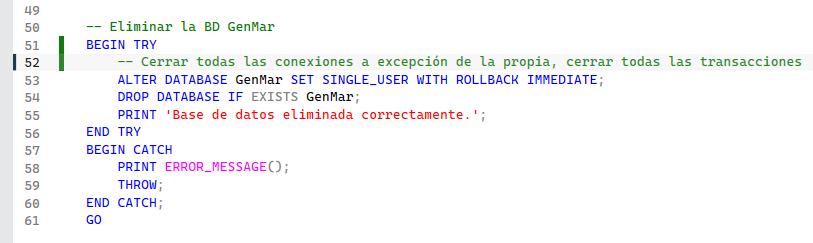 49
50 -- Eliminar la BD GenMar
51 BEGIN TRY
52 -- Cerrar todas las conexiones a excepción de la propia, cerrar todas las transacciones
53 ALTER DATABASE GenMar SET SINGLE_USER WITH ROLLBACK IMMEDIATE;
54 DROP DATABASE IF EXISTS GenMar;
55 PRINT 'Base de datos eliminada correctamente.';
56 END TRY
57 BEGIN CATCH
58 PRINT ERROR_MESSAGE();
59 THROW;
60 END CATCH;
61 GO